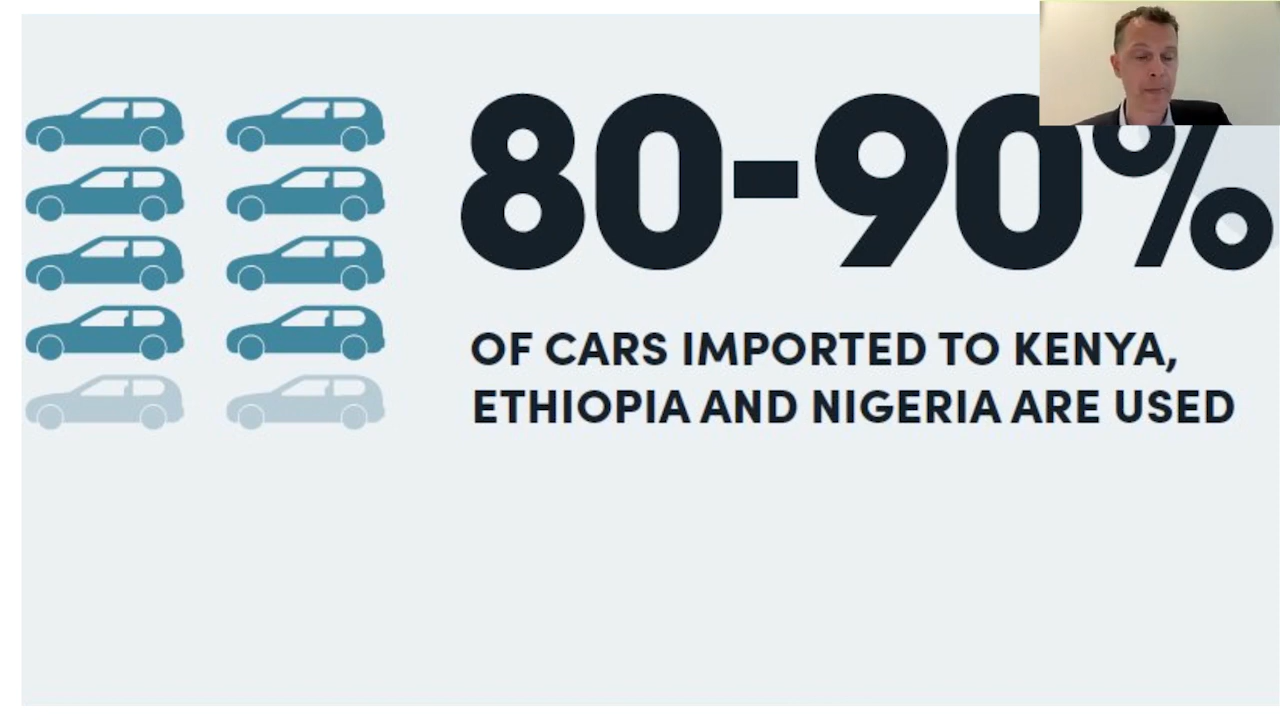 80-90%
OF CARS IMPORTED TO KENYA,
ETHIOPIA AND NIGERIA ARE USED